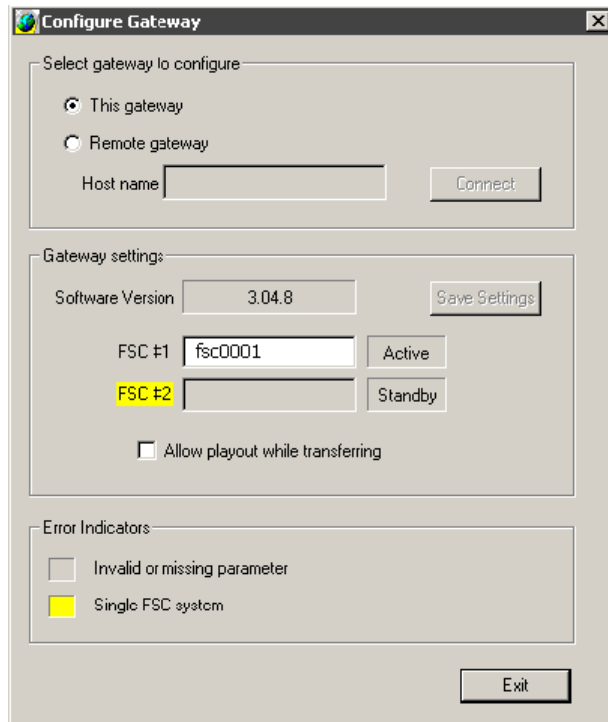 Configure Gateway
Select gateway to configure
This gateway
Remote gateway
Host name
Connect
Gateway settings
Software Version 3.04.8 Save Settings
FSC #1 fsc0001 Active
FSC #2 Standby
Allow playout while transferring
Error Indicators
Invalid or missing parameter
Single FSC system
Exit